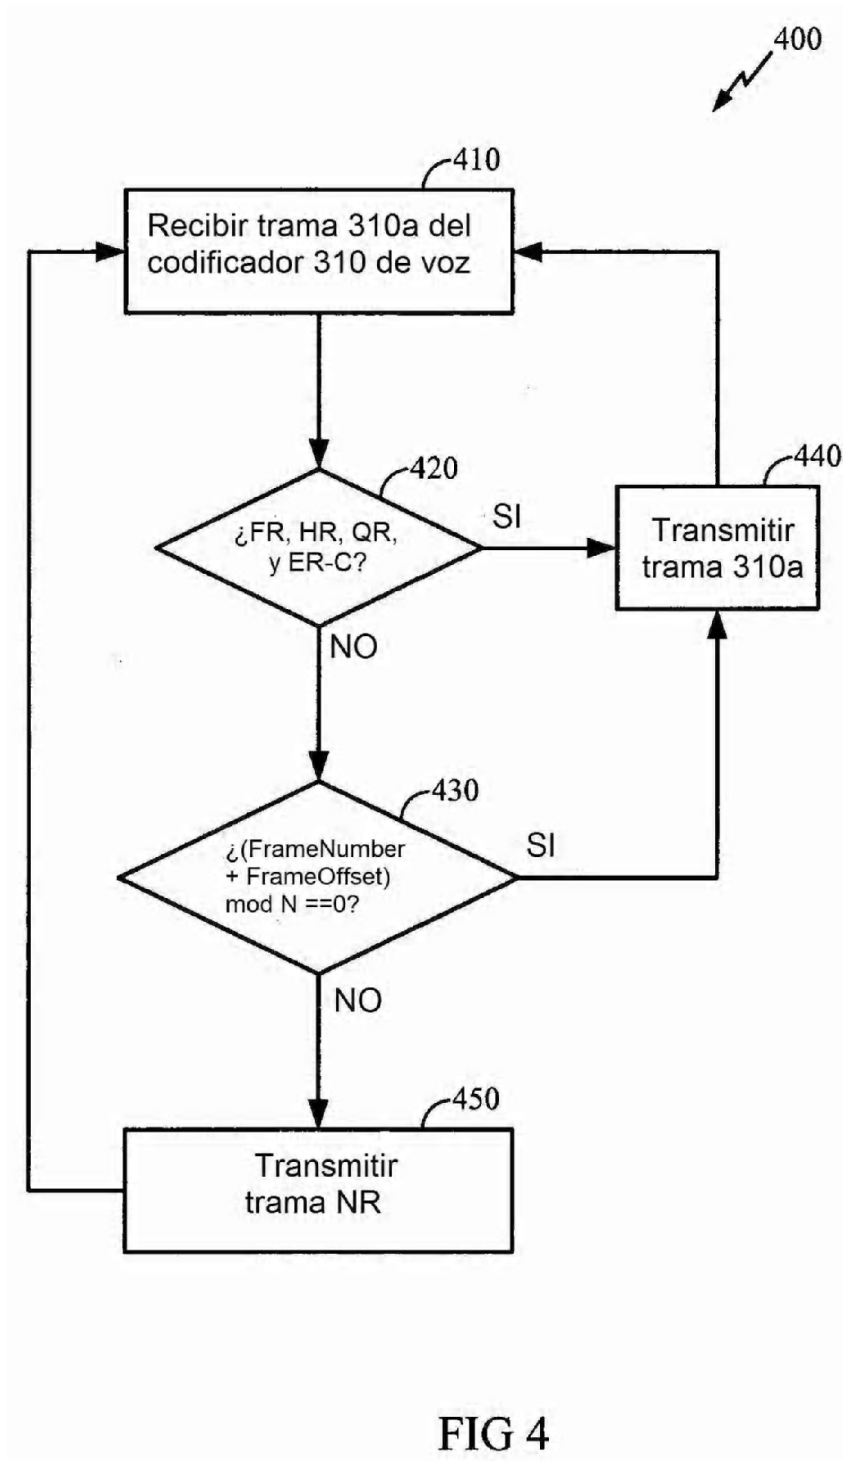 400
410
Recibir trama 310a del
codificador 310 de voz
420
¿FR, HR, QR,
y ER-C?
SI
440
Transmitir
trama 310a
NO
430
¿(FrameNumber
+ FrameOffset)
mod N ==0?
SI
NO
450
Transmitir
trama NR
FIG 4